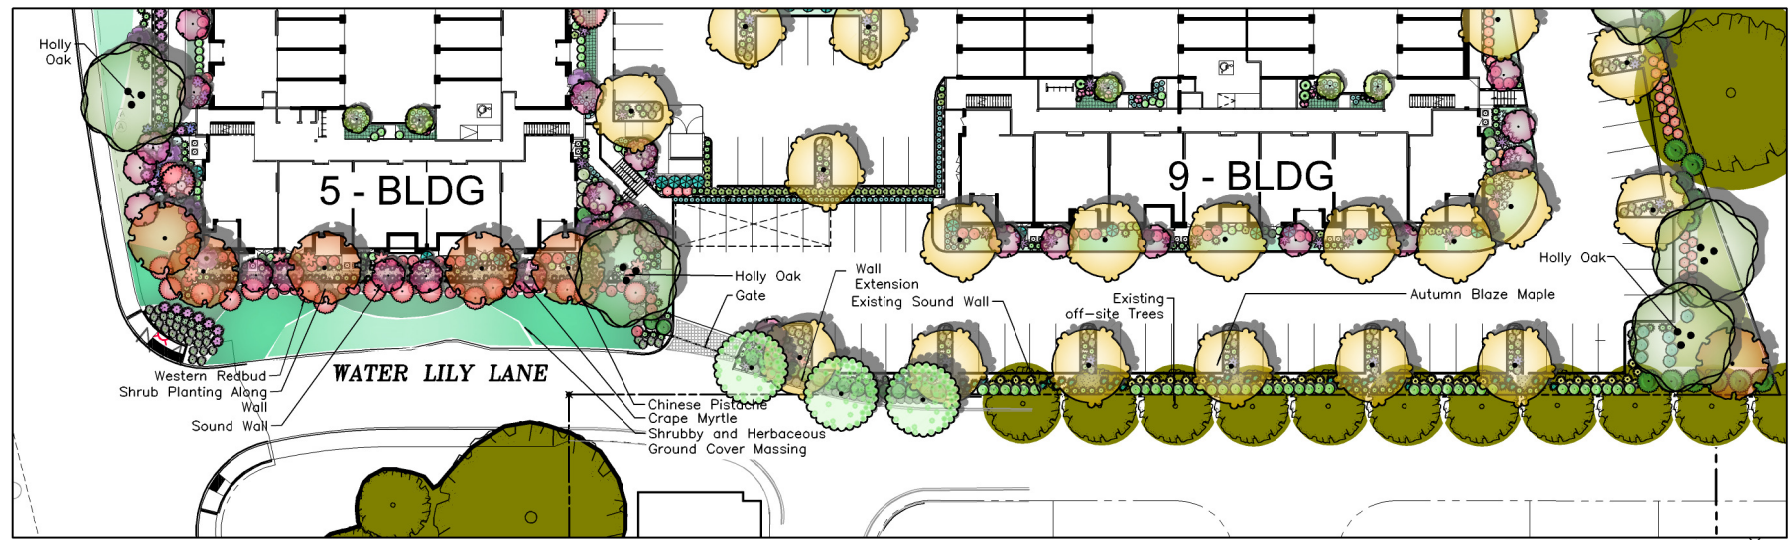 Holly
Oak
5 - BLDG
9 - BLDG
Holly Oak
Gate
Wall
Extension
Existing Sound Wall
Existing
off-site Trees
Autumn Blaze Maple
Holly Oak
WATER LILY LANE
Western Redbud
Shrub Planting Along
Wall
Sound Wall
Chinese Pistache
Crape Myrtle
Shrubby and Herbaceous
Ground Cover Massing